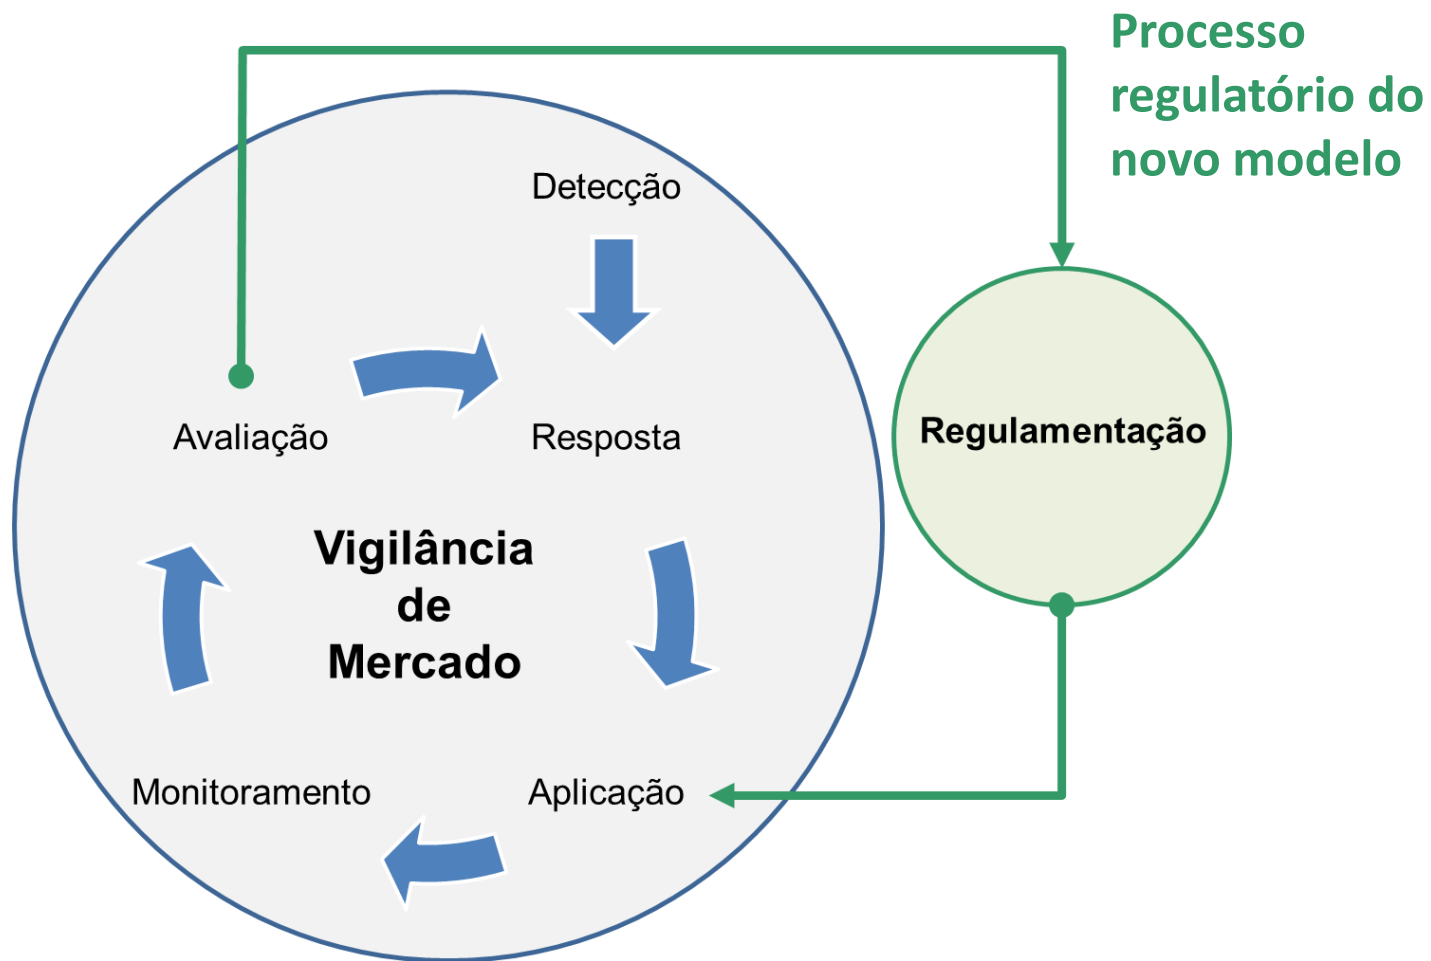 Processo
regulatório do
novo modelo
Detecção
Avaliação
Resposta
Regulamentação
Vigilância
de
Mercado
Monitoramento
Aplicação